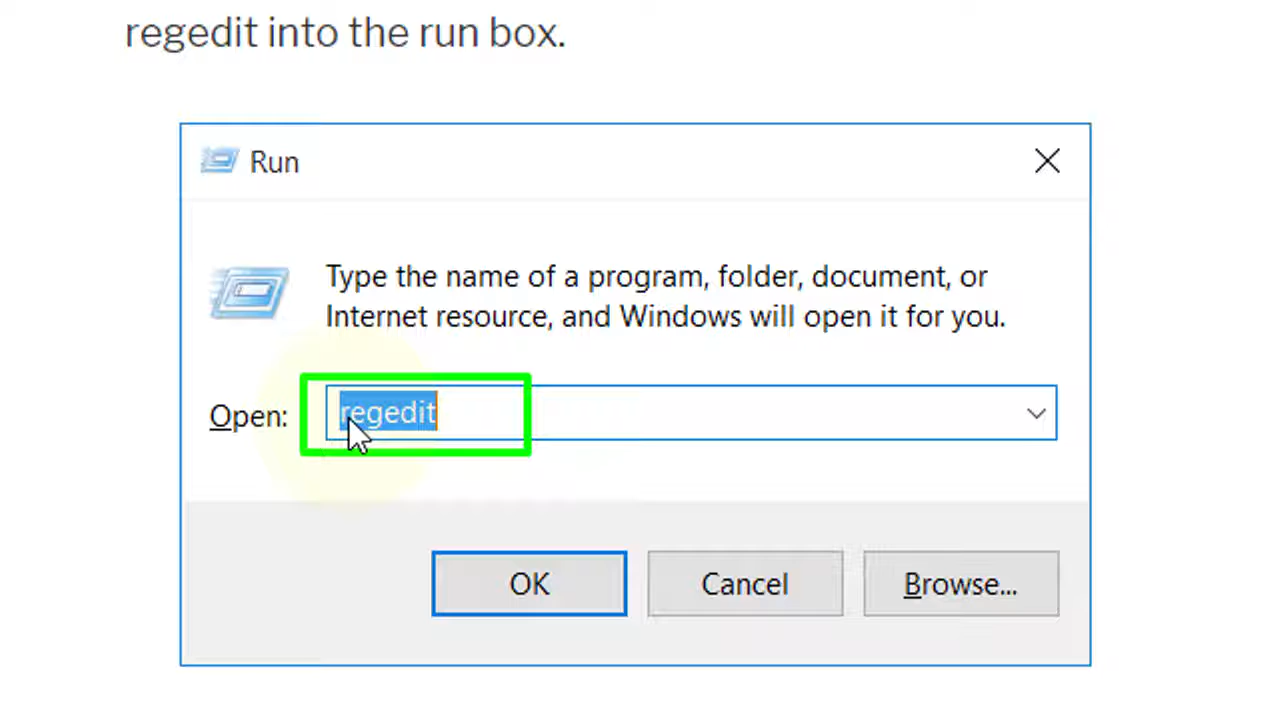 regedit into the run box.
Run
Type the name of a program, folder, document, or
Internet resource, and Windows will open it for you.
Open: regedit
OK Cancel Browse...